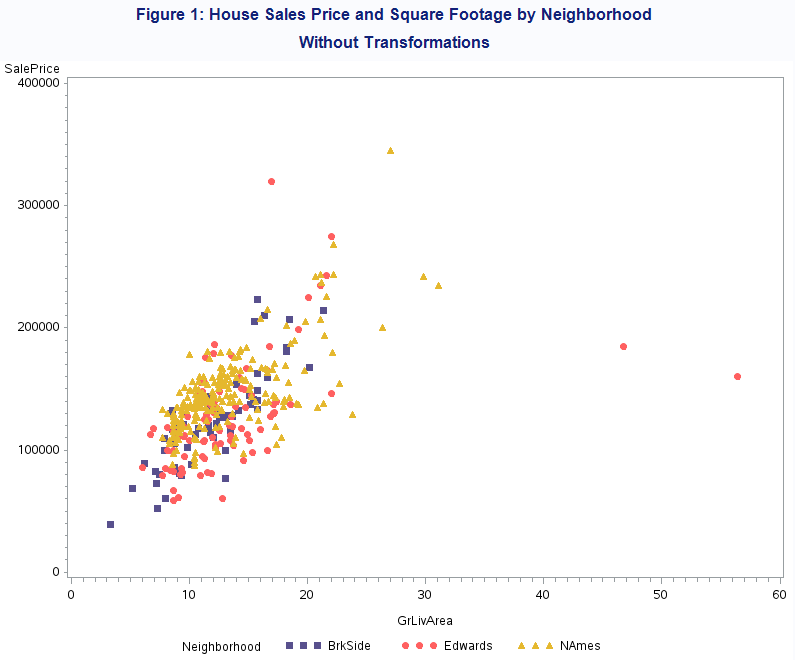 Figure 1: House Sales Price and Square Footage by Neighborhood
Without Transformations
SalePrice
400000
300000
200000
100000
0
0 10 20 30 40 50 60
GrLivArea
Neighborhood BrkSide Edwards NAmes